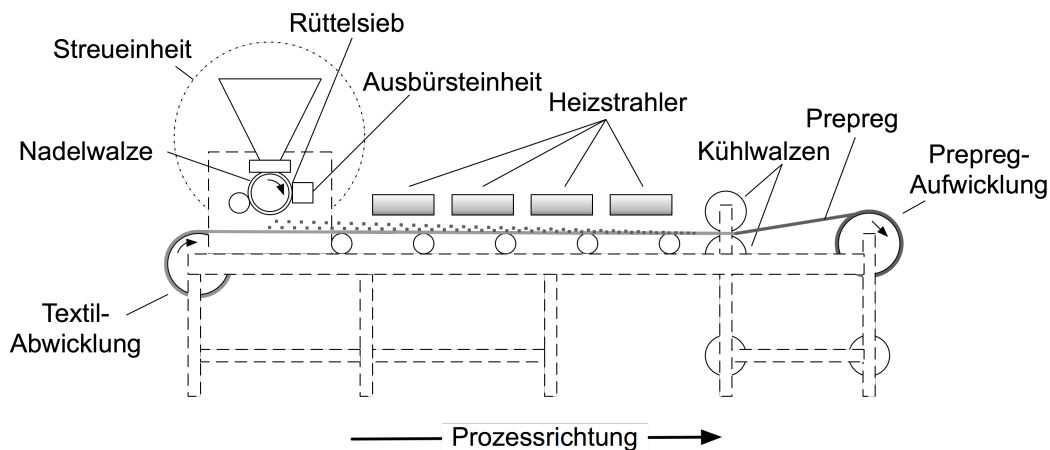 Rüttelsieb
Streueinheit
Ausbürsteinheit
Heizstrahler
Prepreg
Nadelwalze
Kühlwalzen
Prepreg-
Aufwicklung
Textil-
Abwicklung
Prozessrichtung